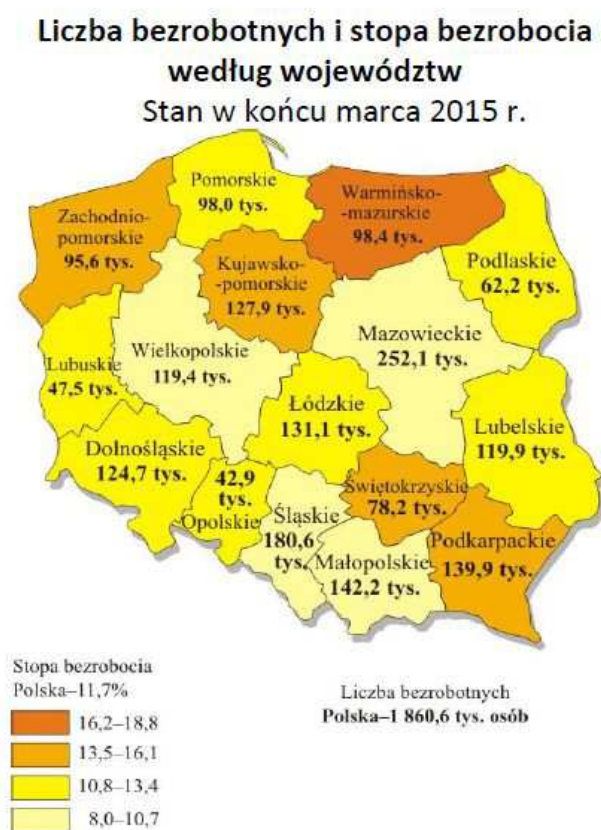 Liczba bezrobotnych i stopa bezrobocia
według województw
Stan w końcu marca 2015 r.
Pomorskie
98,0 tys.
Warmińsko-
-mazurskie
98,4 tys.
Zachodnio-
pomorskie
95,6 tys.
Kujawsko-
-pomorskie
127,9 tys.
Podlaskie
62,2 tys.
Mazowieckie
252,1 tys.
Wielkopolskie
119,4 tys.
Lubuskie
47,5 tys.
Łódzkie
131,1 tys.
Lubelskie
119,9 tys.
Dolnośląskie
124,7 tys.
42,9
tys.
Opolskie
Śląskie
180,6
tys.
Świętokrzyskie
78,2 tys.
Małopolskie
142,2 tys.
Podkarpackie
139,9 tys.
Stopa bezrobocia
Polska–11,7%
16,2–18,8
13,5–16,1
10,8–13,4
8,0–10,7
Liczba bezrobotnych
Polska–1 860,6 tys. osób